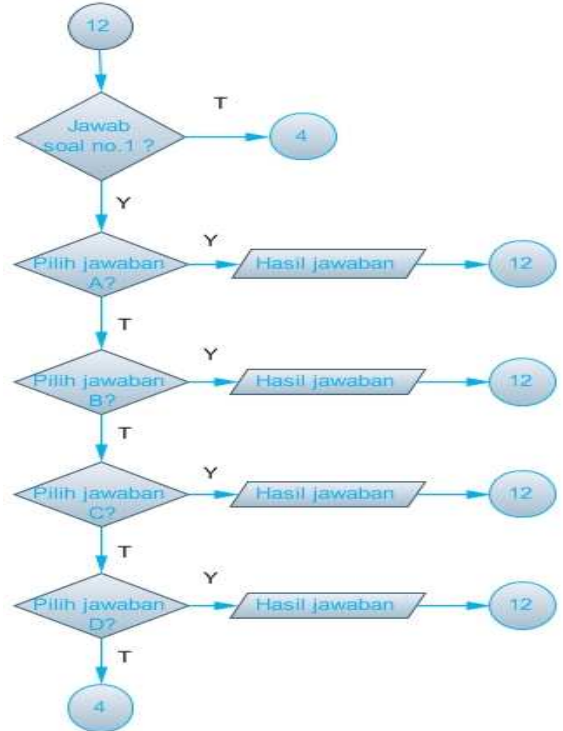 12
Jawab
soal no.1 ?
T
4
Y
Pilih jawaban
A?
Y
Hasil jawaban
12
T
Pilih jawaban
B?
Y
Hasil jawaban
12
T
Pilih jawaban
C?
Y
Hasil jawaban
12
T
Pilih jawaban
D?
Y
Hasil jawaban
12
T
4